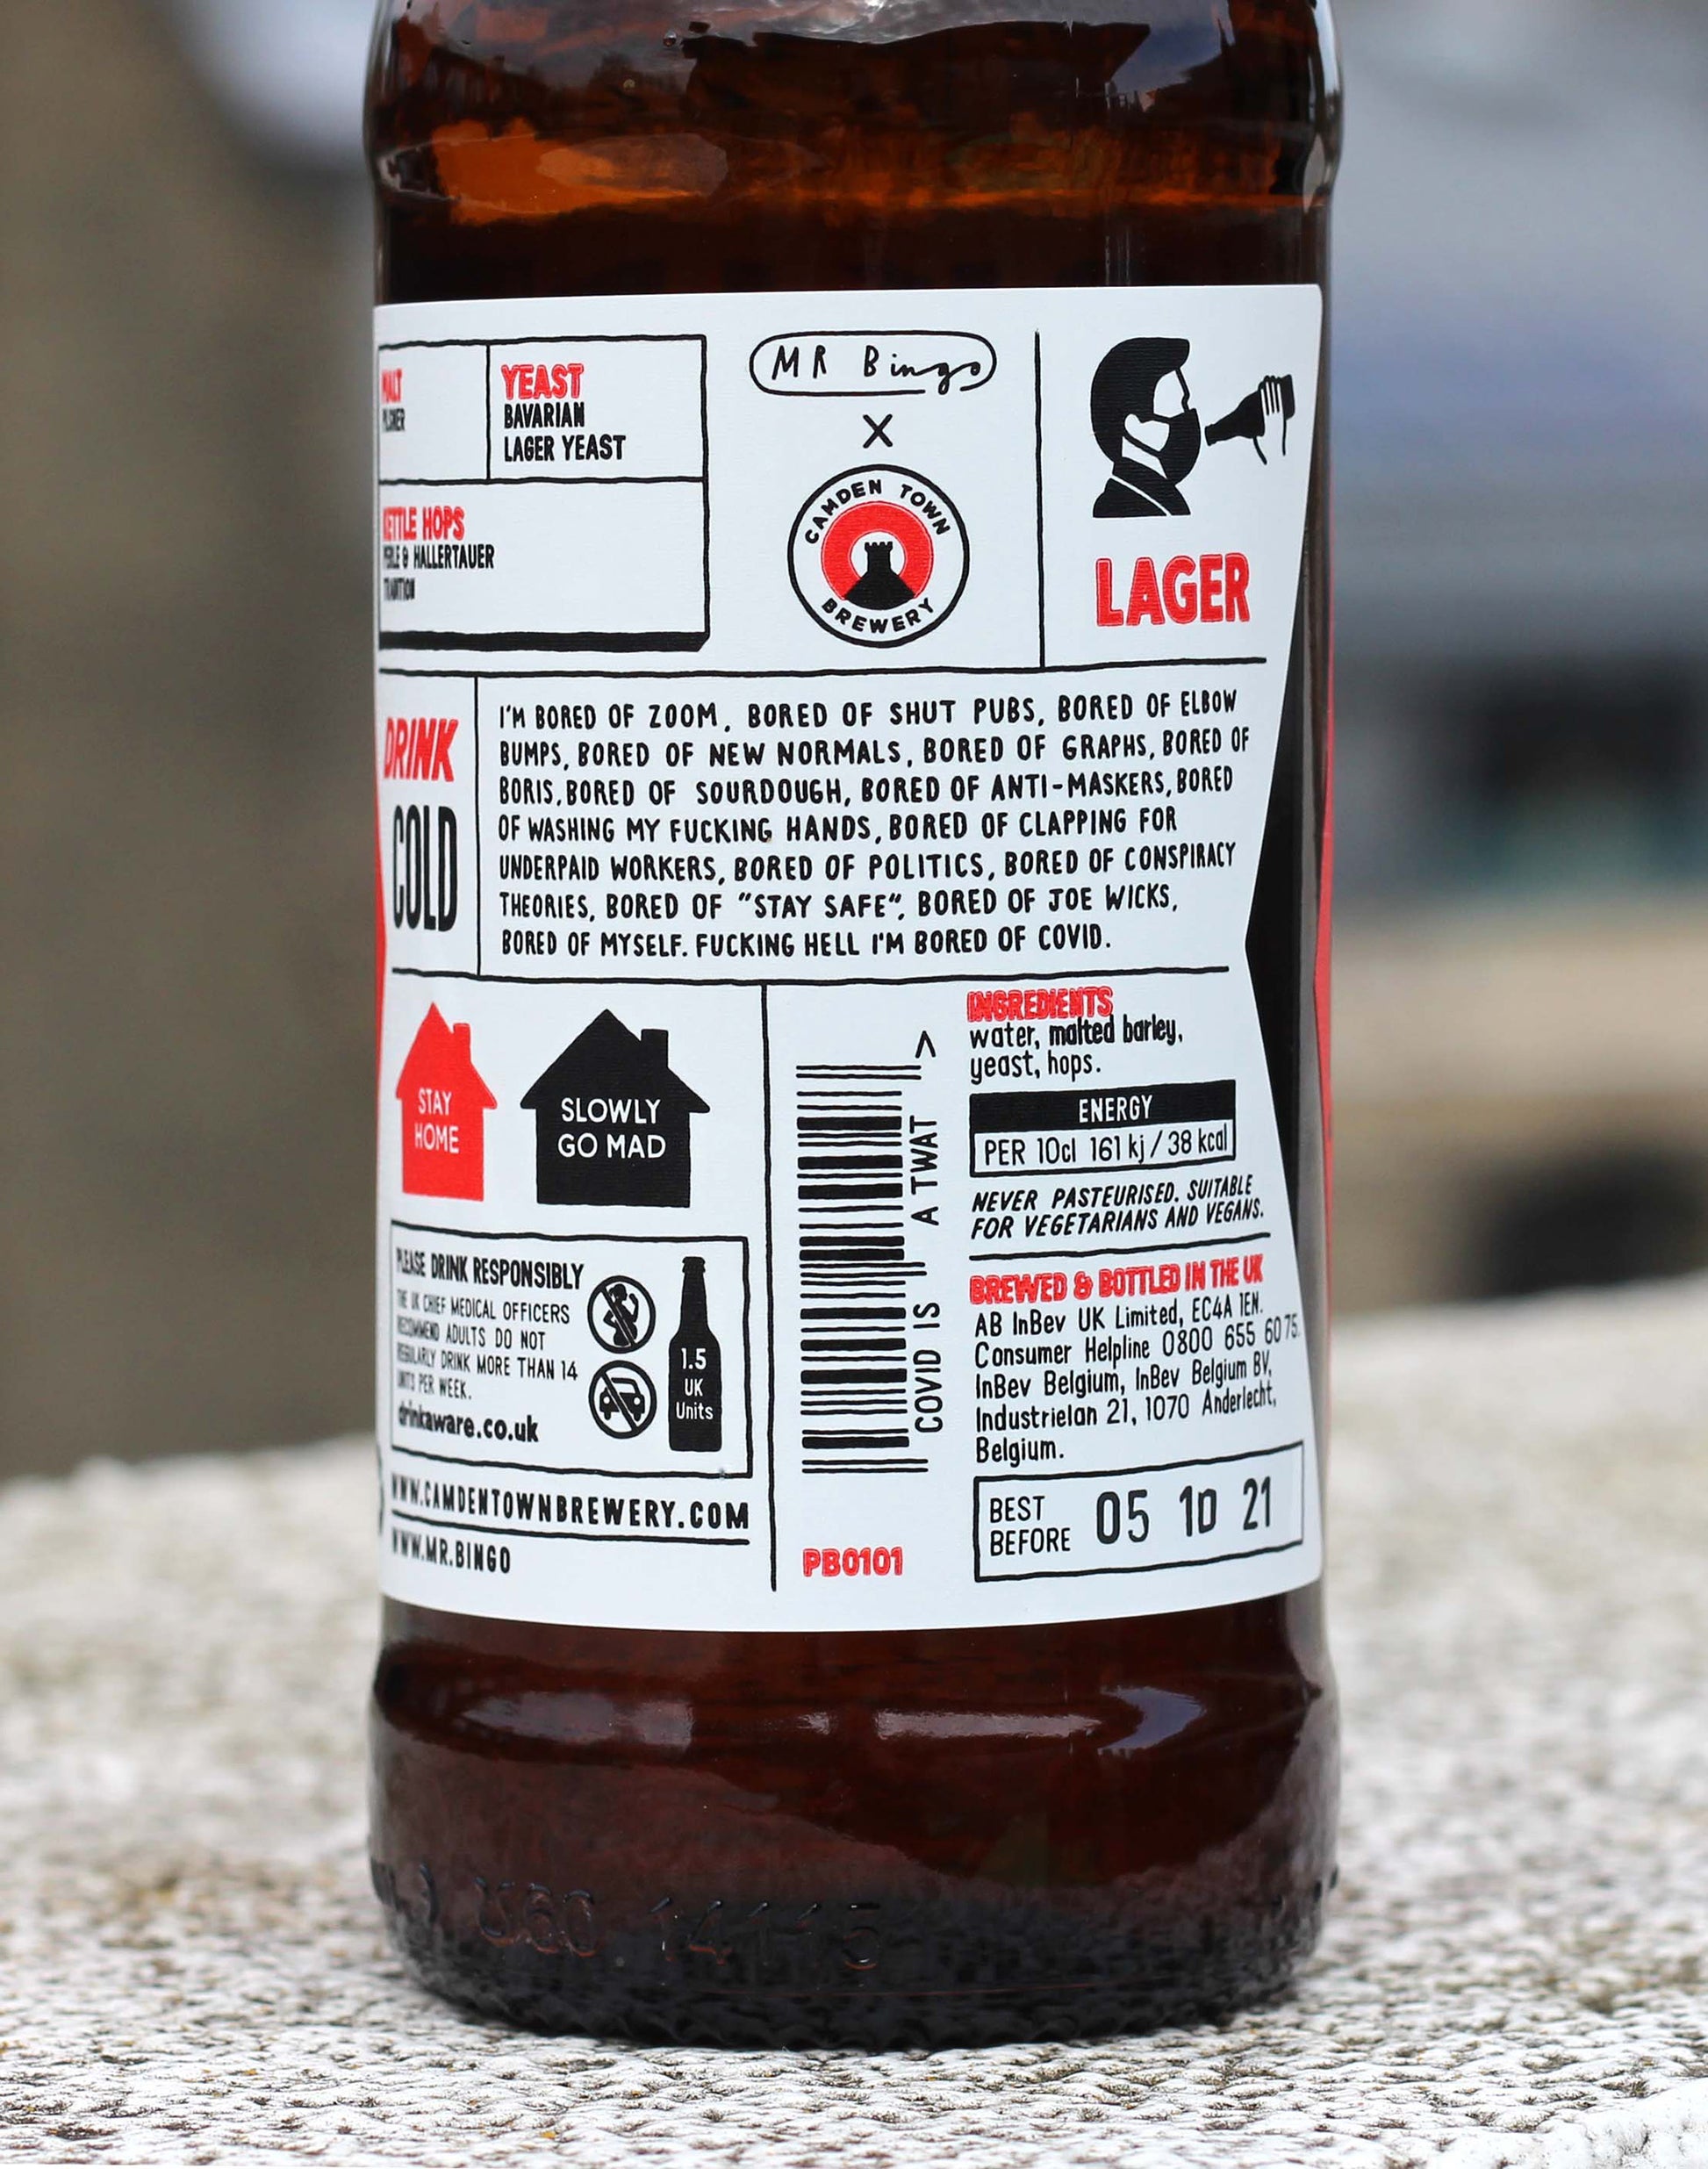 MALT
PILSNER
YEAST
BAVARIAN
LAGER YEAST
KETTLE HOPS
PERLE & HALLERTAUER
TRADITION
MR Bingo
X
CAMDEN TOWN
BREWERY
LAGER
DRINK
COLD
I'M BORED OF ZOOM, BORED OF SHUT PUBS, BORED OF ELBOW
BUMPS, BORED OF NEW NORMALS, BORED OF GRAPHS, BORED OF
BORIS, BORED OF SOURDOUGH, BORED OF ANTI-MASKERS, BORED
OF WASHING MY FUCKING HANDS, BORED OF CLAPPING FOR
UNDERPAID WORKERS, BORED OF POLITICS, BORED OF CONSPIRACY
THEORIES, BORED OF "STAY SAFE", BORED OF JOE WICKS,
BORED OF MYSELF. FUCKING HELL I'M BORED OF COVID.
STAY
HOME
SLOWLY
GO MAD
PLEASE DRINK RESPONSIBLY
THE UK CHIEF MEDICAL OFFICERS
RECOMMEND ADULTS DO NOT
REGULARLY DRINK MORE THAN 14
UNITS PER WEEK.
drinkaware.co.uk
1.5
UK
Units
WWW.CAMDENTOWNBREWERY.COM
WWW.MR.BINGO
COVID IS A TWAT >
PB0101
INGREDIENTS
water, malted barley,
yeast, hops.
ENERGY
PER 10cl 161 kj / 38 kcal
NEVER PASTEURISED. SUITABLE
FOR VEGETARIANS AND VEGANS.
BREWED & BOTTLED IN THE UK
AB InBev UK Limited, EC4A 1EN.
Consumer Helpline 0800 655 6075.
InBev Belgium, InBev Belgium BV,
Industrielan 21, 1070 Anderlecht,
Belgium.
BEST
BEFORE
05 10 21